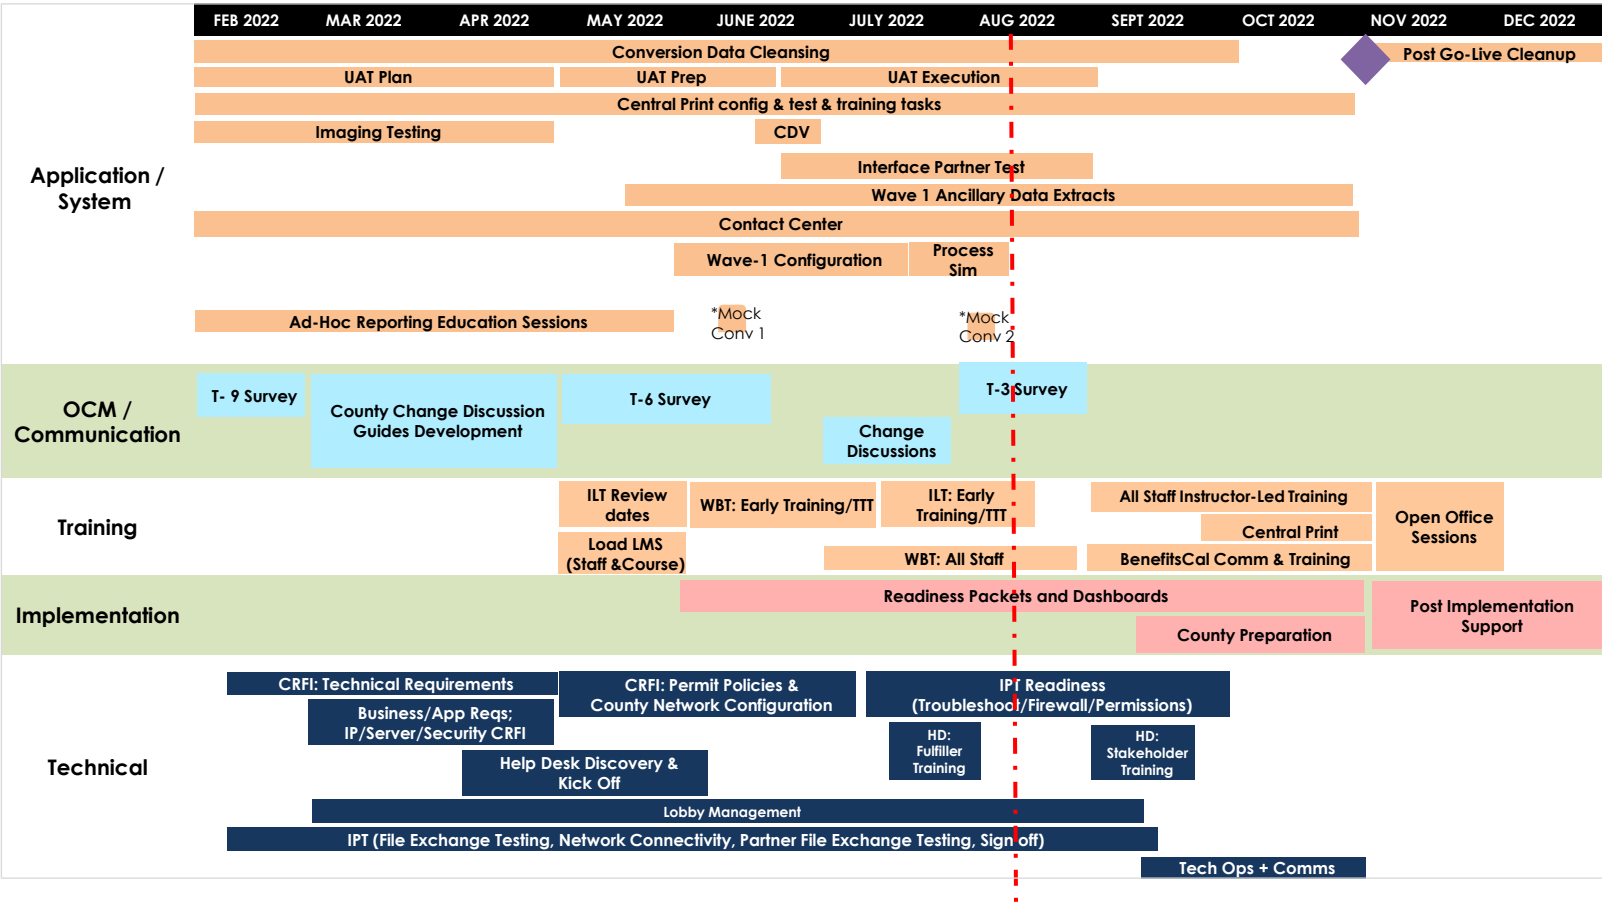 FEB 2022 MAR 2022 APR 2022 MAY 2022 JUNE 2022 JULY 2022 AUG 2022 SEPT 2022 OCT 2022 NOV 2022 DEC 2022
Application /
System
Conversion Data Cleansing
Post Go-Live Cleanup
UAT Plan
UAT Prep
UAT Execution
Central Print config & test & training tasks
Imaging Testing
CDV
Interface Partner Test
Wave 1 Ancillary Data Extracts
Contact Center
Wave-1 Configuration
Process
Sim
Ad-Hoc Reporting Education Sessions
*Mock
Conv 1
*Mock
Conv 2
OCM /
Communication
T- 9 Survey
County Change Discussion
Guides Development
T-6 Survey
T-3 Survey
Change
Discussions
Training
ILT Review
dates
WBT: Early Training/TTT
ILT: Early
Training/TTT
All Staff Instructor-Led Training
Central Print
Open Office
Sessions
Load LMS
(Staff &Course)
WBT: All Staff
BenefitsCal Comm & Training
Implementation
Readiness Packets and Dashboards
County Preparation
Post Implementation
Support
Technical
CRFI: Technical Requirements
CRFI: Permit Policies &
County Network Configuration
IPT Readiness
(Troubleshoot/Firewall/Permissions)
Business/App Reqs;
IP/Server/Security CRFI
HD:
Fulfiller
Training
HD:
Stakeholder
Training
Help Desk Discovery &
Kick Off
Lobby Management
IPT (File Exchange Testing, Network Connectivity, Partner File Exchange Testing, Sign off)
Tech Ops + Comms